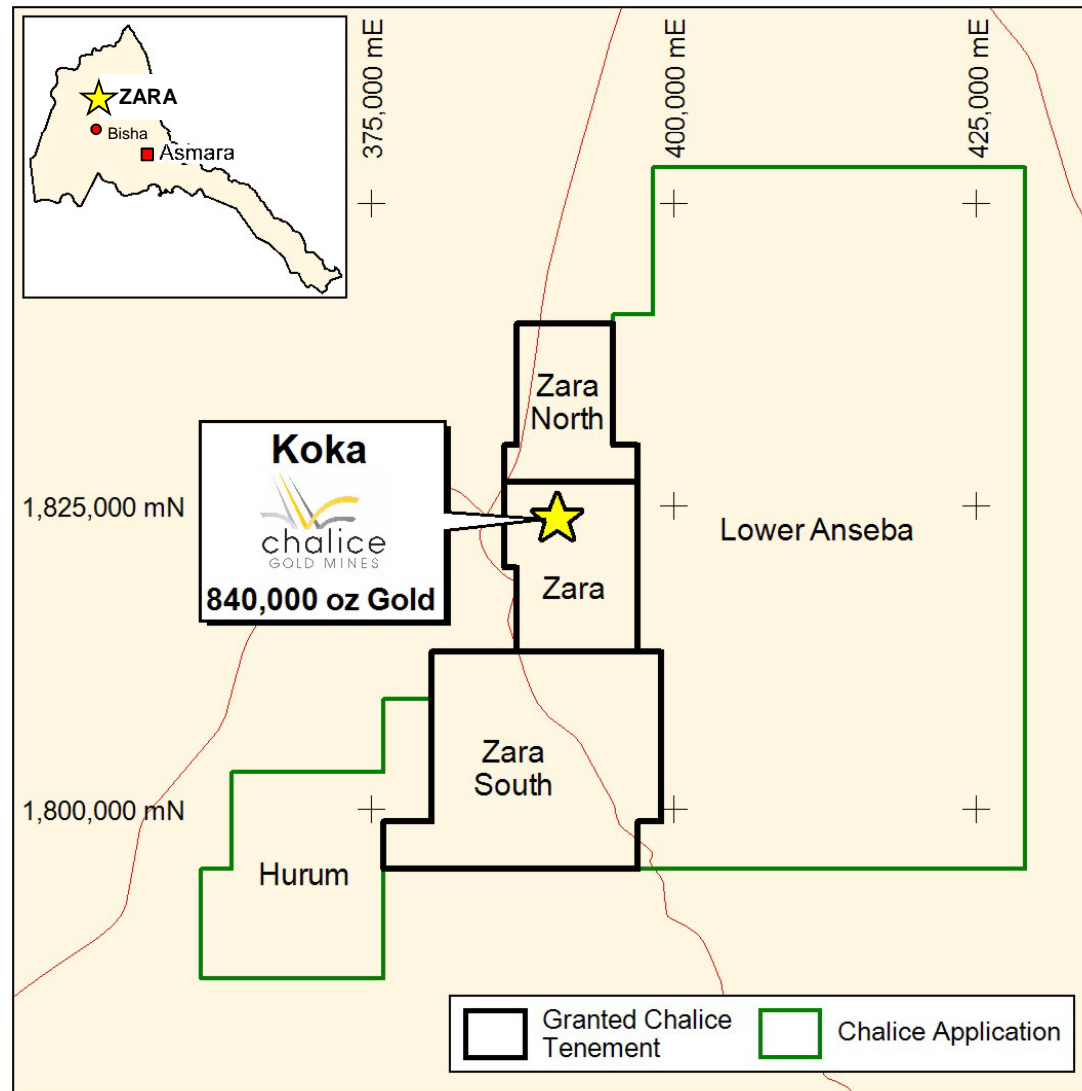 ZARA
Bisha
Asmara
375,000 mE
400,000 mE
425,000 mE
Zara
North
Koka
chalice
GOLD MINES
840,000 oz Gold
1,825,000 mN
Lower Anseba
Zara
Zara
South
1,800,000 mN
Hurum
Granted Chalice
Tenement
Chalice Application